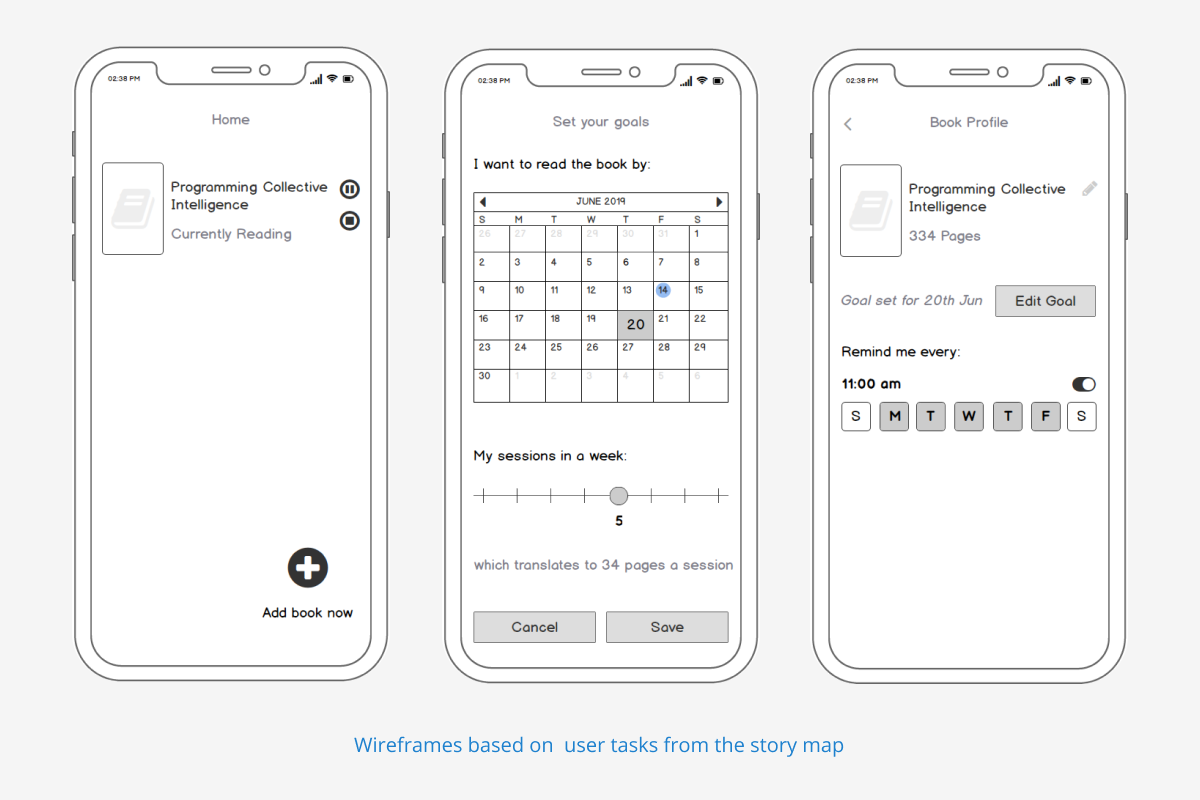 02:38 PM
Home
Programming Collective
Intelligence
Currently Reading
Add book now
02:38 PM
Set your goals
I want to read the book by:
JUNE 2019
S M T W T F S
26 27 28 29 30 31 1
2 3 4 5 6 7 8
9 10 11 12 13 14 15
16 17 18 19 20 21 22
23 24 25 26 27 28 29
30 1 2 3 4 5 6
My sessions in a week:
5
which translates to 34 pages a session
Cancel Save
02:38 PM
Book Profile
Programming Collective
Intelligence
334 Pages
Goal set for 20th Jun Edit Goal
Remind me every:
11:00 am
S M T W T F S
Wireframes based on user tasks from the story map